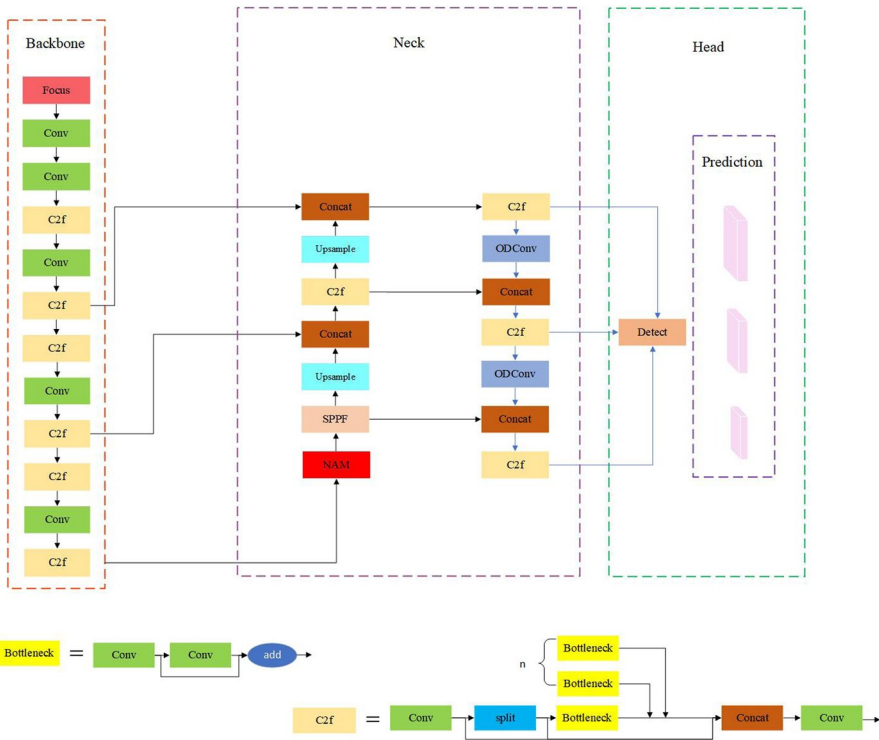 Backbone
Focus
Conv
Conv
C2f
Conv
C2f
C2f
Conv
C2f
C2f
Conv
C2f
Neck
Concat
Upsample
C2f
Concat
Upsample
SPPF
NAM
C2f
ODConv
Concat
C2f
ODConv
Concat
C2f
Head
Detect
Prediction
Bottleneck = Conv Conv add
n
Bottleneck
Bottleneck
C2f = Conv split Bottleneck Concat Conv